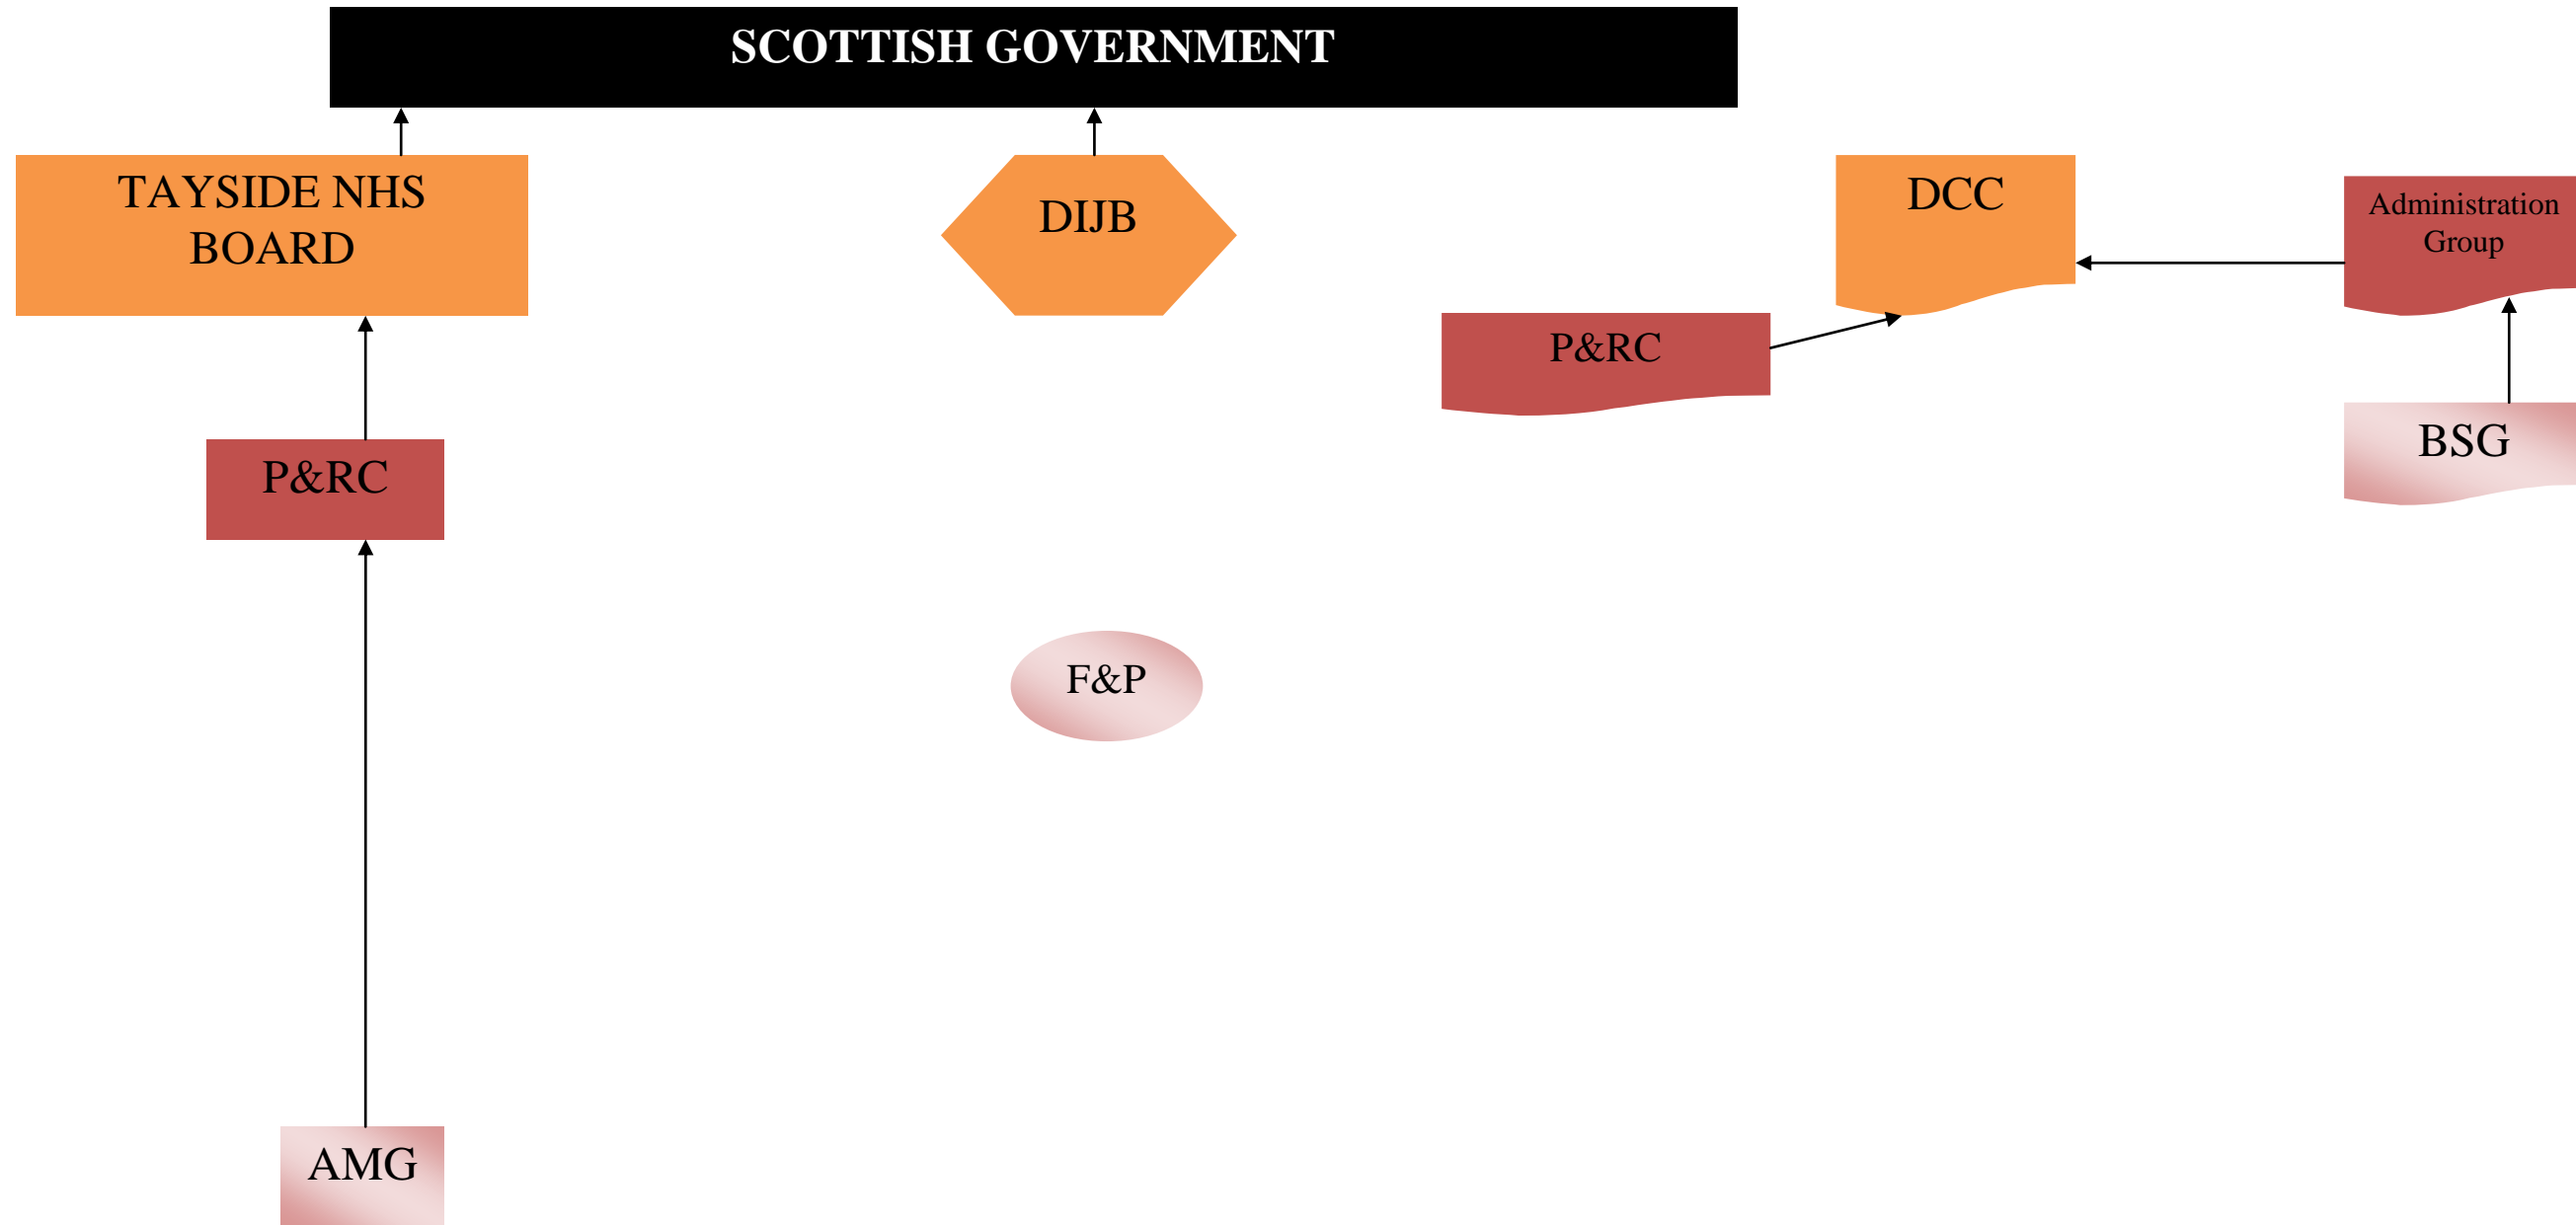 SCOTTISH GOVERNMENT
TAYSIDE NHS
BOARD
DIJB
DCC
Administration
Group
P&RC
BSG
P&RC
F&P
AMG